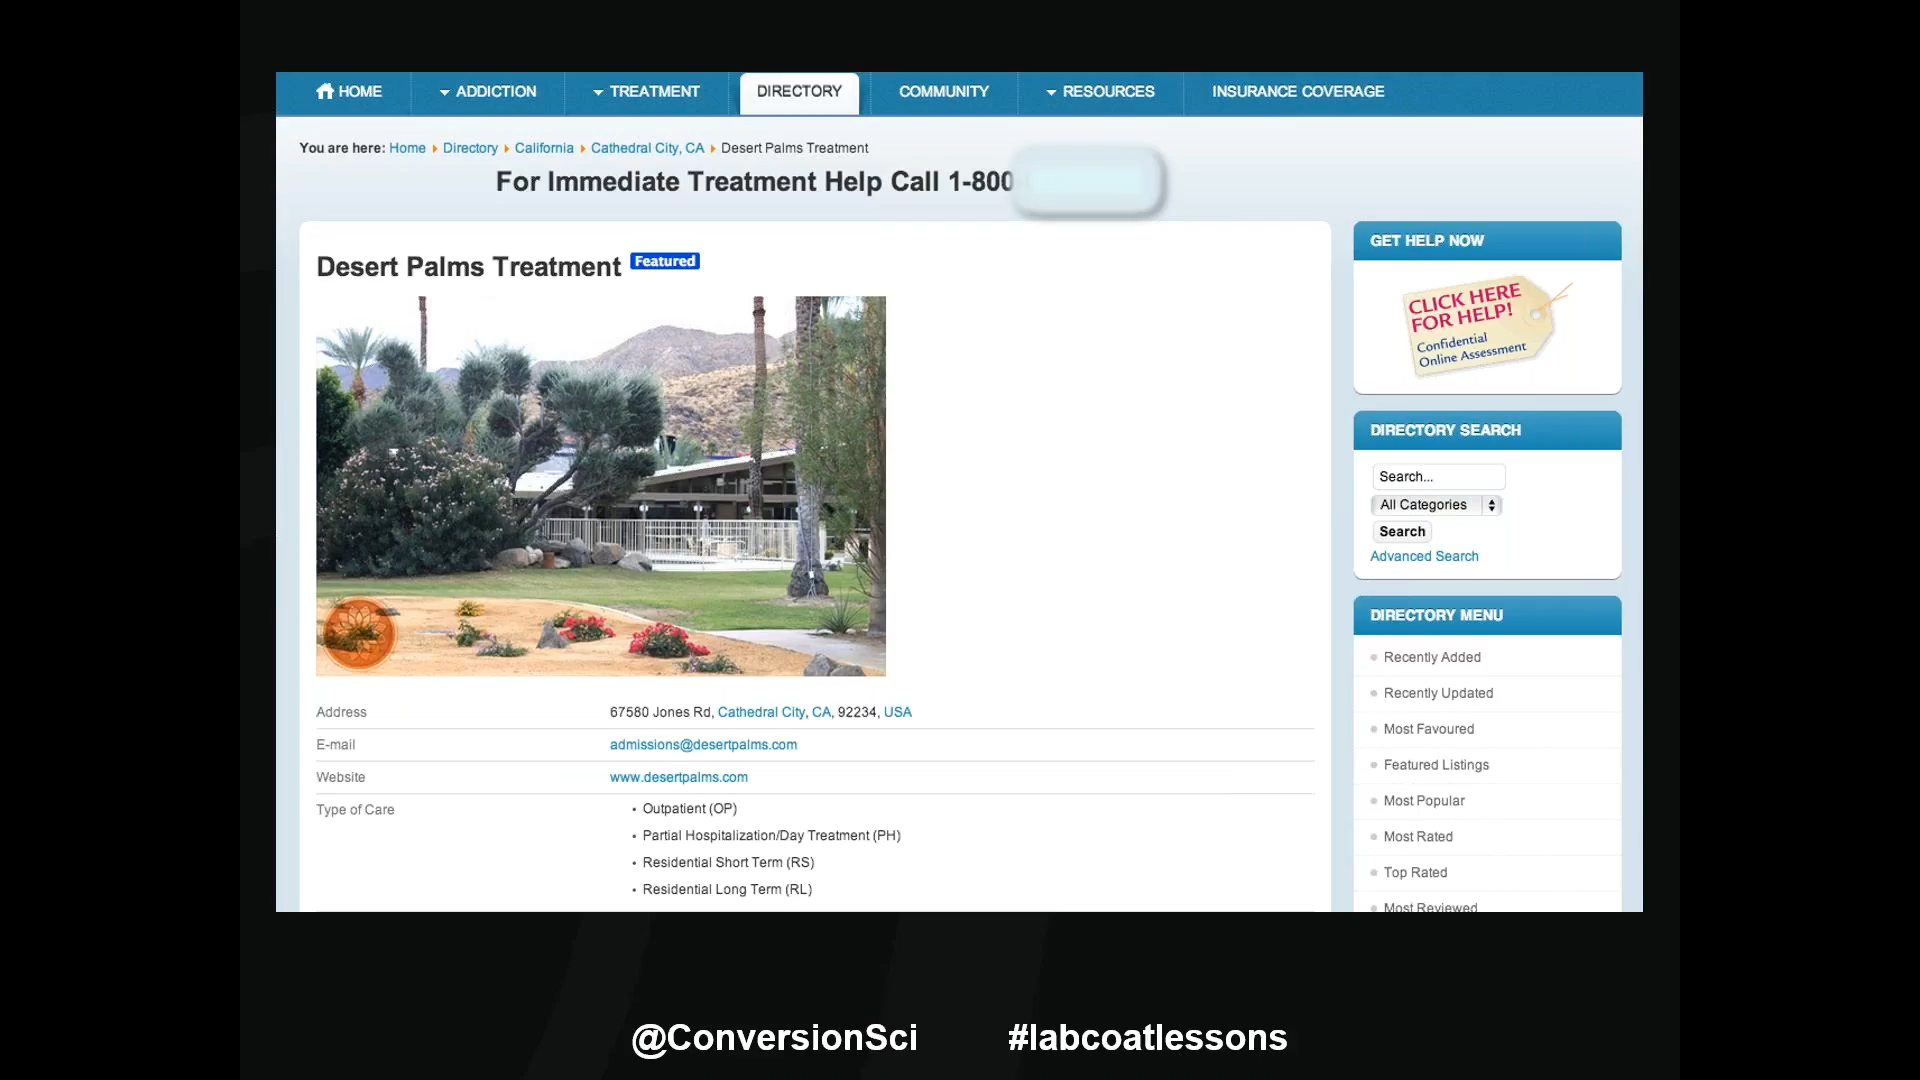 HOME ADDICTION TREATMENT DIRECTORY COMMUNITY RESOURCES INSURANCE COVERAGE
You are here: Home Directory California Cathedral City, CA Desert Palms Treatment
For Immediate Treatment Help Call 1-800
Desert Palms Treatment Featured
Address 67580 Jones Rd, Cathedral City, CA, 92234, USA
E-mail admissions@desertpalms.com
Website www.desertpalms.com
Type of Care
• Outpatient (OP)
• Partial Hospitalization/Day Treatment (PH)
• Residential Short Term (RS)
• Residential Long Term (RL)
GET HELP NOW
CLICK HERE
FOR HELP!
Confidential
Online Assessment
DIRECTORY SEARCH
Search...
All Categories
Search
Advanced Search
DIRECTORY MENU
Recently Added
Recently Updated
Most Favoured
Featured Listings
Most Popular
Most Rated
Top Rated
Most Reviewed
@ConversionSci #labcoatlessons